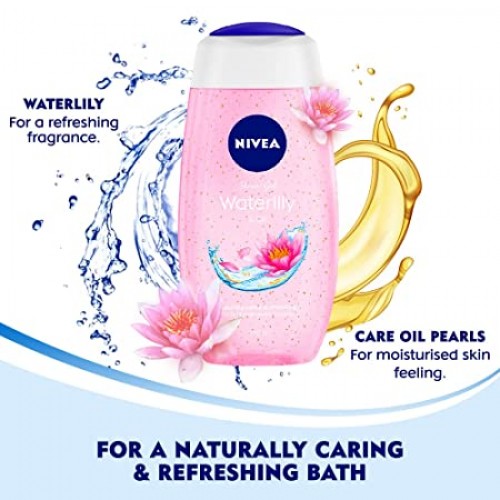 WATERLILY
For a refreshing
fragrance.
NIVEA
Waterlily
CARE OIL PEARLS
For moisturised skin
feeling.
FOR A NATURALLY CARING
& REFRESHING BATH